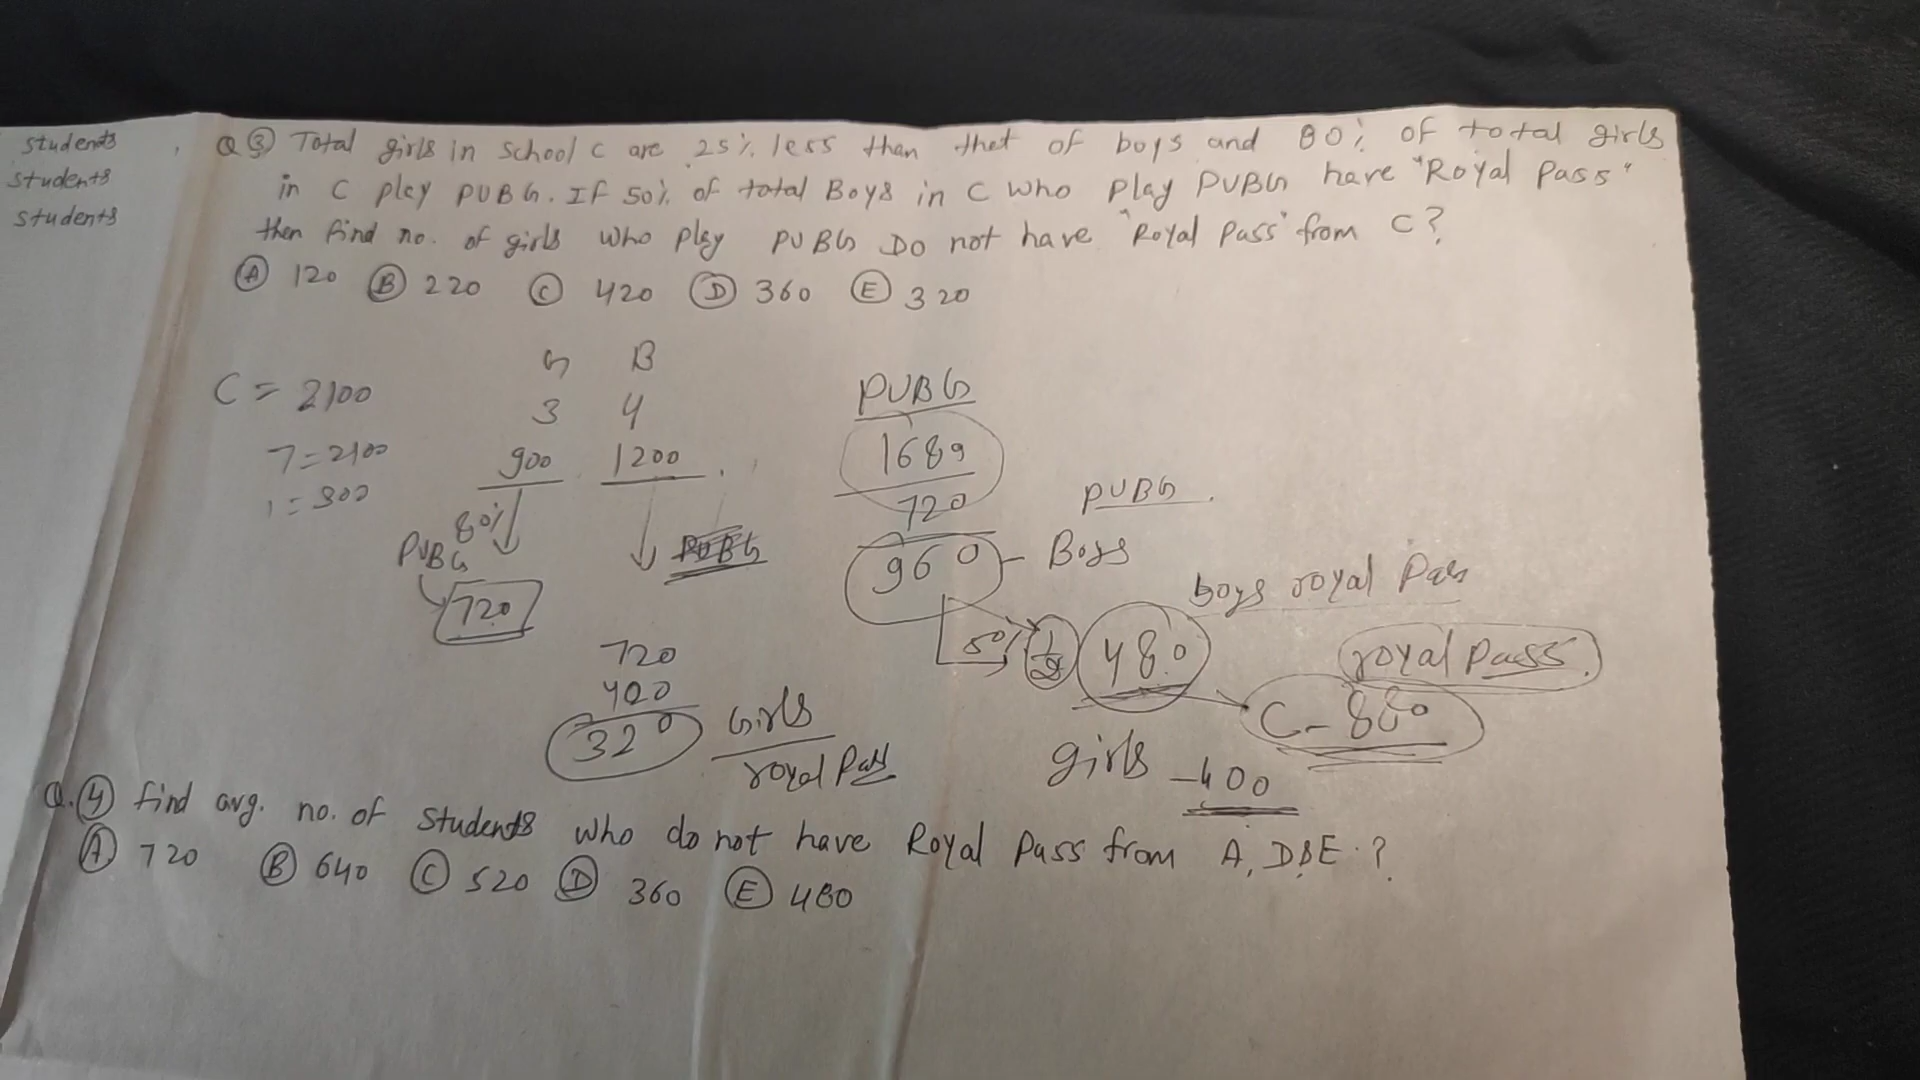 students
students
students
Q ③ Total girls in school C are 25% less than that of boys and 80% of total girls
in C play PUBG. If 50% of total Boys in C who play PUBG have "Royal Pass"
then find no. of girls who play PUBG Do not have "Royal Pass" from C?
Ⓐ 120 Ⓑ 220 Ⓒ 420 Ⓓ 360 Ⓔ 320
G B
C = 2100
3 4
PUBG
7 = 2100
900 1200
1680
1 = 300
720
PUBG
80%
PUBG
PUBG
960 - Boys
720
boys royal Pass
50% 1/2 480
royal Pass
720
400
C - 880
320 Girls
royal Pass
girls - 400
Q. ④ find avg. no. of students who do not have Royal Pass from A, D & E ?
Ⓐ 720 Ⓑ 640 Ⓒ 520 Ⓓ 360 Ⓔ 480